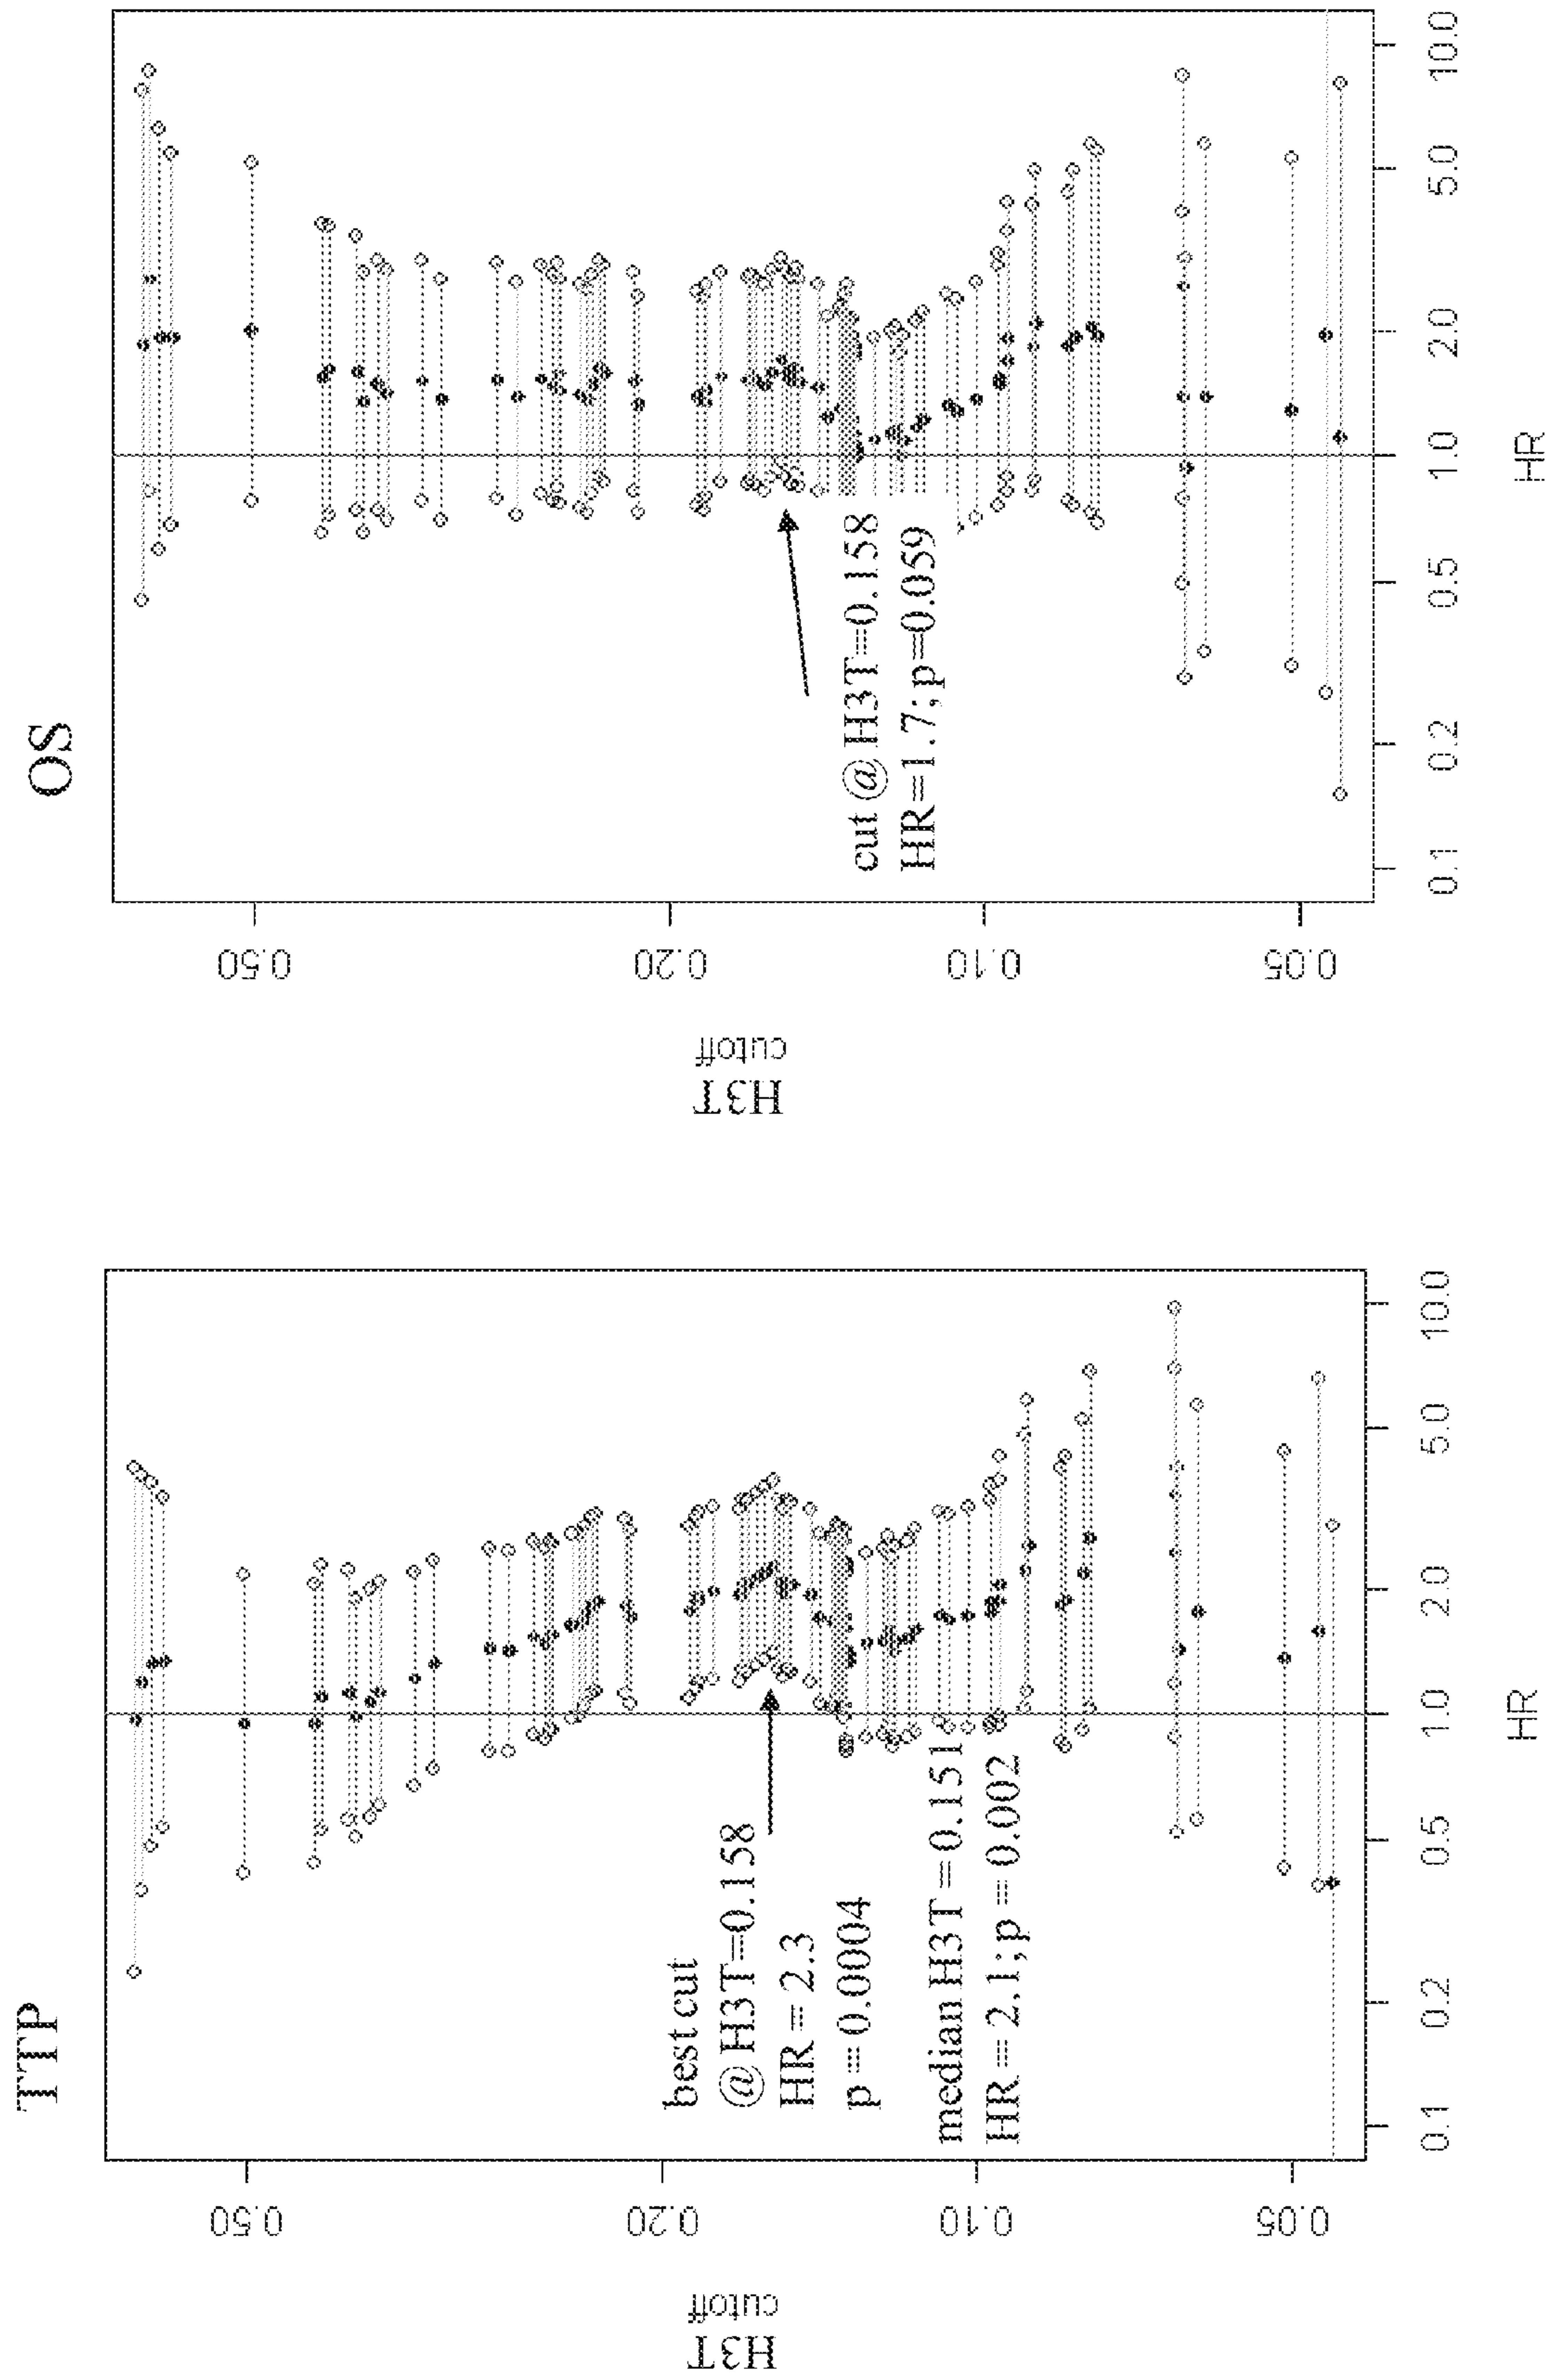 TTP
H3T
cutoff
0.50
0.20
0.10
0.05
best cut
@ H3T=0.158
HR = 2.3
p = 0.0004
median H3T = 0.151
HR = 2.1; p = 0.002
0.1
0.2
0.5
1.0
2.0
5.0
10.0
HR
OS
H3T
cutoff
0.50
0.20
0.10
0.05
cut @ H3T=0.158
HR=1.7; p=0.059
0.1
0.2
0.5
1.0
2.0
5.0
10.0
HR